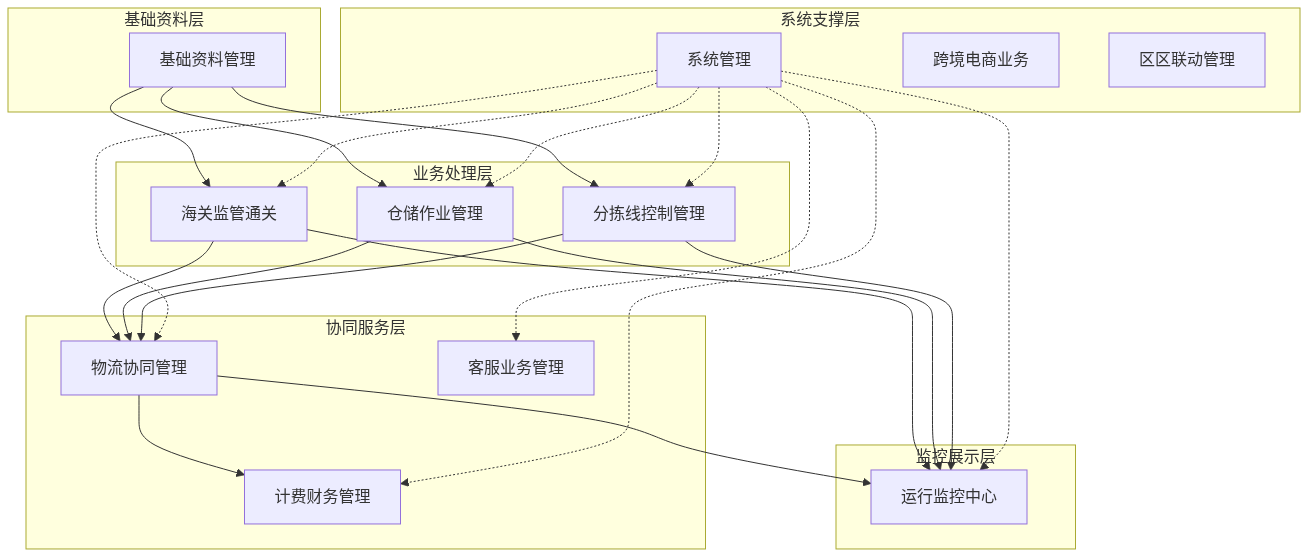 基础资料层
系统支撑层
基础资料管理
系统管理
跨境电商业务
区区联动管理
业务处理层
海关监管通关
仓储作业管理
分拣线控制管理
协同服务层
物流协同管理
客服业务管理
监控展示层
计费财务管理
运行监控中心